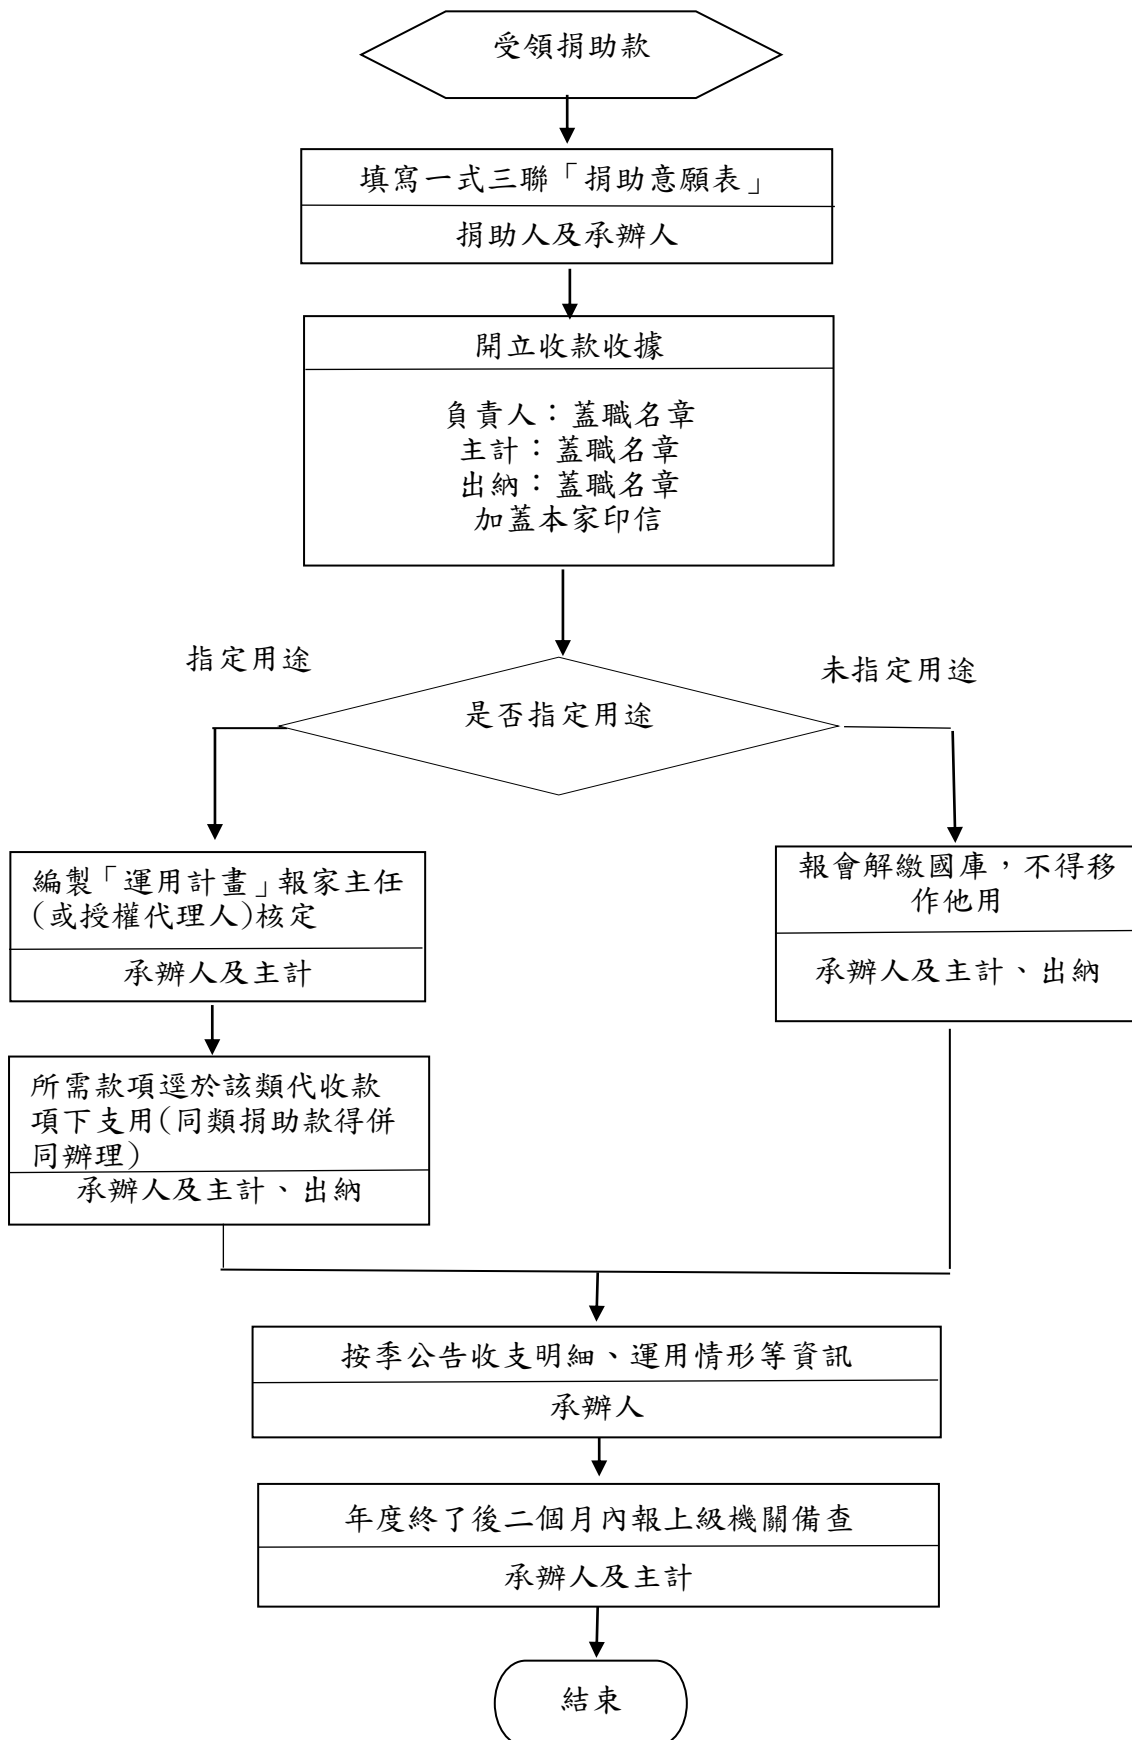 受領捐助款
填寫一式三聯「捐助意願表」
捐助人及承辦人
開立收款收據
負責人：蓋職名章
主計：蓋職名章
出納：蓋職名章
加蓋本家印信
指定用途
未指定用途
是否指定用途
編製「運用計畫」報家主任
(或授權代理人)核定
承辦人及主計
報會解繳國庫，不得移
作他用
承辦人及主計、出納
所需款項逕於該類代收款
項下支用(同類捐助款得併
同辦理)
承辦人及主計、出納
按季公告收支明細、運用情形等資訊
承辦人
年度終了後二個月內報上級機關備查
承辦人及主計
結束